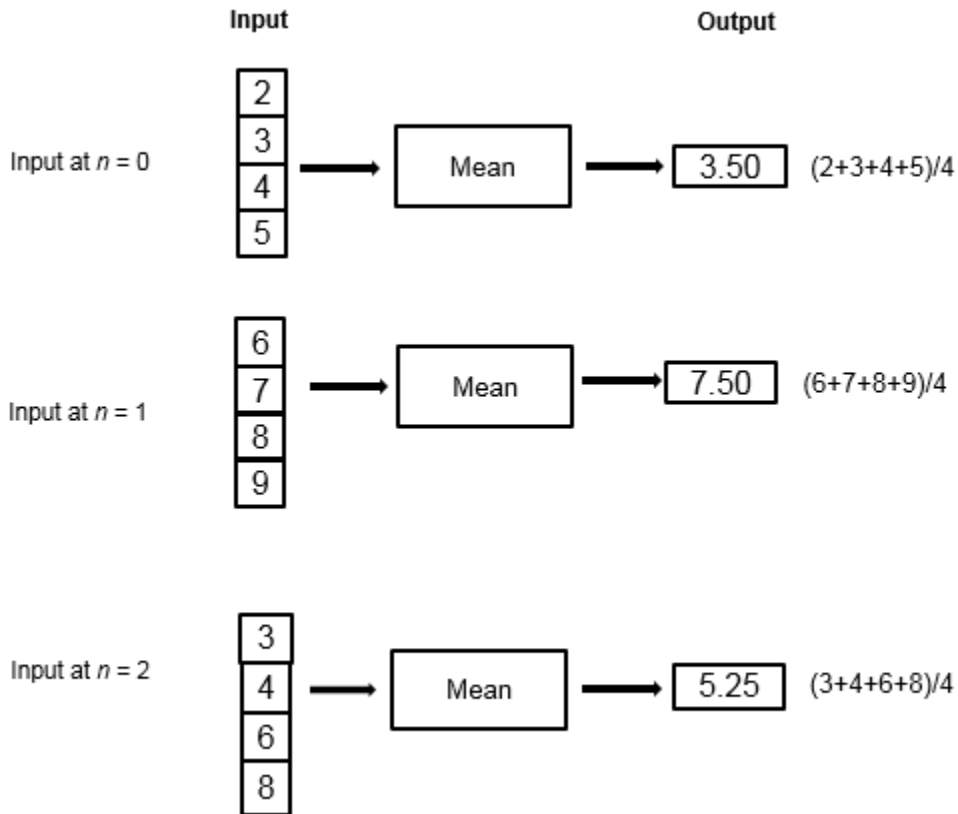 Input Output
2
3
Input at n = 0 Mean 3.50 (2+3+4+5)/4
4
5
6
7 Mean 7.50 (6+7+8+9)/4
Input at n = 1
8
9
3
Input at n = 2 4 Mean 5.25 (3+4+6+8)/4
6
8